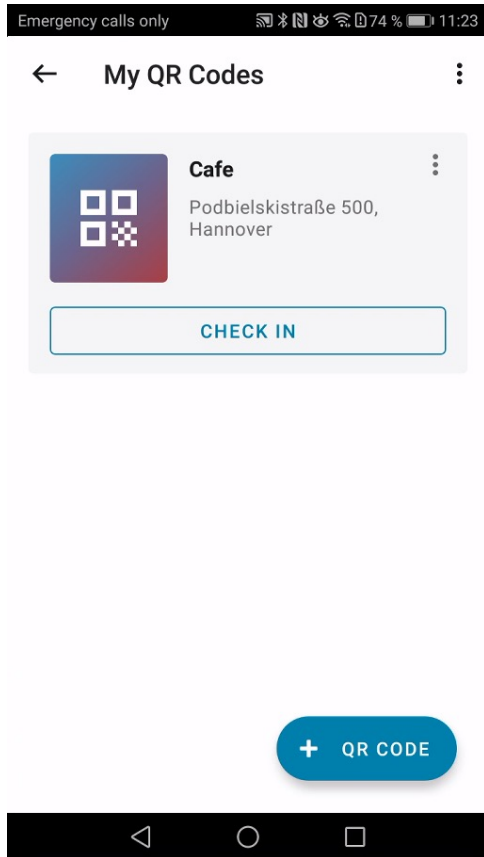 Emergency calls only 74 % 11:23
My QR Codes
Cafe
Podbielskistraße 500,
Hannover
CHECK IN
+ QR CODE